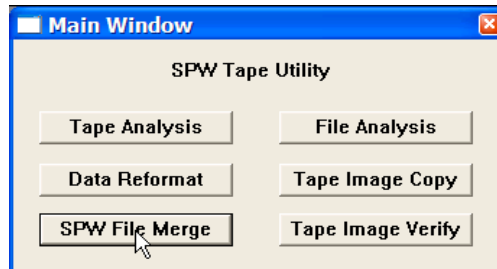 Main Window
SPW Tape Utility
Tape Analysis File Analysis
Data Reformat Tape Image Copy
SPW File Merge Tape Image Verify